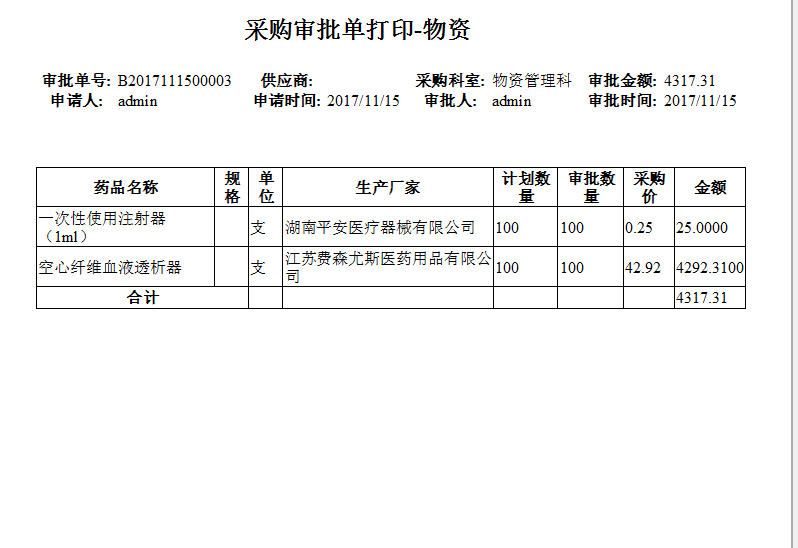 采购审批单打印-物资
审批单号: B2017111500003 供应商: 采购科室: 物资管理科 审批金额: 4317.31
申请人: admin 申请时间: 2017/11/15 审批人: admin 审批时间: 2017/11/15
药品名称 规格 单位 生产厂家 计划数量 审批数量 采购价 金额
一次性使用注射器
（1ml） 支 湖南平安医疗器械有限公司 100 100 0.25 25.0000
空心纤维血液透析器 支 江苏费森尤斯医药用品有限公
司 100 100 42.92 4292.3100
合计 4317.31